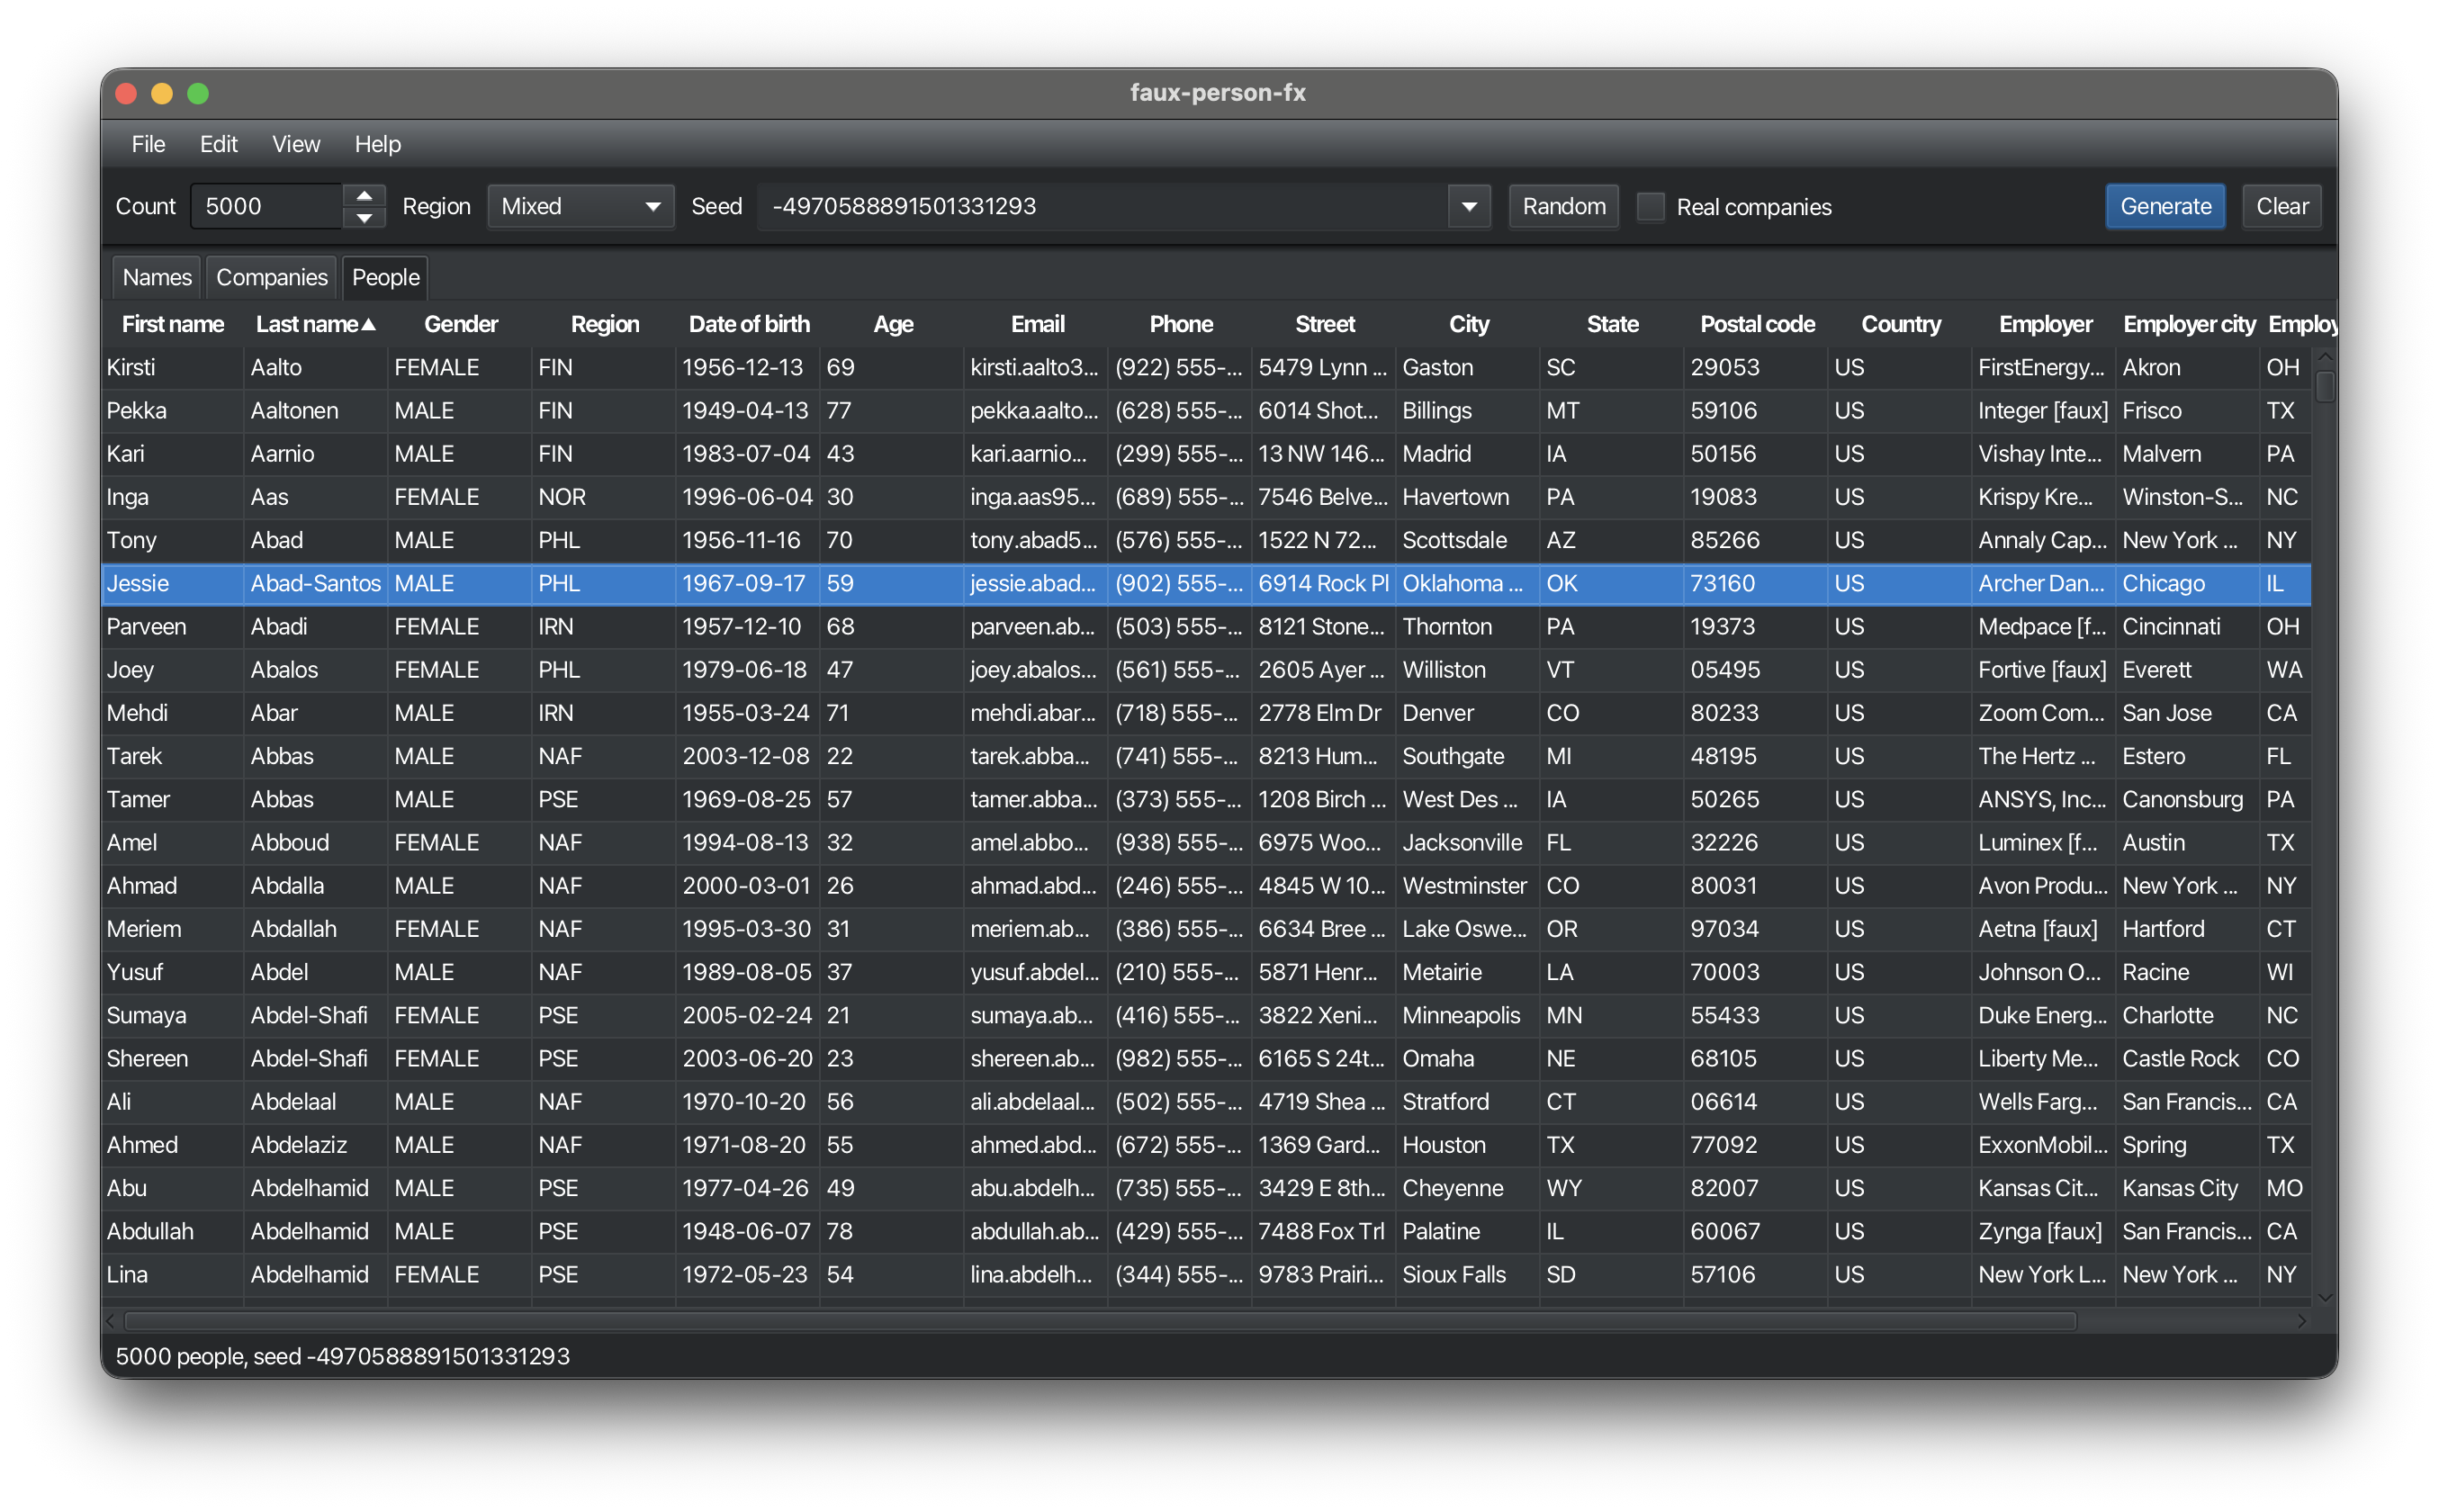 faux-person-fx
File Edit View Help
Count 5000 Region Mixed Seed -4970588891501331293 Random Real companies Generate Clear
Names Companies People
First name Last name Gender Region Date of birth Age Email Phone Street City State Postal code Country Employer Employer city Employ
Kirsti Aalto FEMALE FIN 1956-12-13 69 kirsti.aalto3... (922) 555-... 5479 Lynn ... Gaston SC 29053 US FirstEnergy... Akron OH
Pekka Aaltonen MALE FIN 1949-04-13 77 pekka.aalto... (628) 555-... 6014 Shot... Billings MT 59106 US Integer [faux] Frisco TX
Kari Aarnio MALE FIN 1983-07-04 43 kari.aarnio... (299) 555-... 13 NW 146... Madrid IA 50156 US Vishay Inte... Malvern PA
Inga Aas FEMALE NOR 1996-06-04 30 inga.aas95... (689) 555-... 7546 Belve... Havertown PA 19083 US Krispy Kre... Winston-S... NC
Tony Abad MALE PHL 1956-11-16 70 tony.abad5... (576) 555-... 1522 N 72... Scottsdale AZ 85266 US Annaly Cap... New York ... NY
Jessie Abad-Santos MALE PHL 1967-09-17 59 jessie.abad... (902) 555-... 6914 Rock Pl Oklahoma ... OK 73160 US Archer Dan... Chicago IL
Parveen Abadi FEMALE IRN 1957-12-10 68 parveen.ab... (503) 555-... 8121 Stone... Thornton PA 19373 US Medpace [f... Cincinnati OH
Joey Abalos FEMALE PHL 1979-06-18 47 joey.abalos... (561) 555-... 2605 Ayer ... Williston VT 05495 US Fortive [faux] Everett WA
Mehdi Abar MALE IRN 1955-03-24 71 mehdi.abar... (718) 555-... 2778 Elm Dr Denver CO 80233 US Zoom Com... San Jose CA
Tarek Abbas MALE NAF 2003-12-08 22 tarek.abba... (741) 555-... 8213 Hum... Southgate MI 48195 US The Hertz ... Estero FL
Tamer Abbas MALE PSE 1969-08-25 57 tamer.abba... (373) 555-... 1208 Birch ... West Des ... IA 50265 US ANSYS, Inc... Canonsburg PA
Amel Abboud FEMALE NAF 1994-08-13 32 amel.abbo... (938) 555-... 6975 Woo... Jacksonville FL 32226 US Luminex [f... Austin TX
Ahmad Abdalla MALE NAF 2000-03-01 26 ahmad.abd... (246) 555-... 4845 W 10... Westminster CO 80031 US Avon Produ... New York ... NY
Meriem Abdallah FEMALE NAF 1995-03-30 31 meriem.ab... (386) 555-... 6634 Bree ... Lake Oswe... OR 97034 US Aetna [faux] Hartford CT
Yusuf Abdel MALE NAF 1989-08-05 37 yusuf.abdel... (210) 555-... 5871 Henr... Metairie LA 70003 US Johnson O... Racine WI
Sumaya Abdel-Shafi FEMALE PSE 2005-02-24 21 sumaya.ab... (416) 555-... 3822 Xeni... Minneapolis MN 55433 US Duke Energ... Charlotte NC
Shereen Abdel-Shafi FEMALE PSE 2003-06-20 23 shereen.ab... (982) 555-... 6165 S 24t... Omaha NE 68105 US Liberty Me... Castle Rock CO
Ali Abdelaal MALE NAF 1970-10-20 56 ali.abdelaal... (502) 555-... 4719 Shea ... Stratford CT 06614 US Wells Farg... San Francis... CA
Ahmed Abdelaziz MALE NAF 1971-08-20 55 ahmed.abd... (672) 555-... 1369 Gard... Houston TX 77092 US ExxonMobil... Spring TX
Abu Abdelhamid MALE PSE 1977-04-26 49 abu.abdelh... (735) 555-... 3429 E 8th... Cheyenne WY 82007 US Kansas Cit... Kansas City MO
Abdullah Abdelhamid MALE PSE 1948-06-07 78 abdullah.ab... (429) 555-... 7488 Fox Trl Palatine IL 60067 US Zynga [faux] San Francis... CA
Lina Abdelhamid FEMALE PSE 1972-05-23 54 lina.abdelh... (344) 555-... 9783 Prairi... Sioux Falls SD 57106 US New York L... New York ... NY
5000 people, seed -4970588891501331293